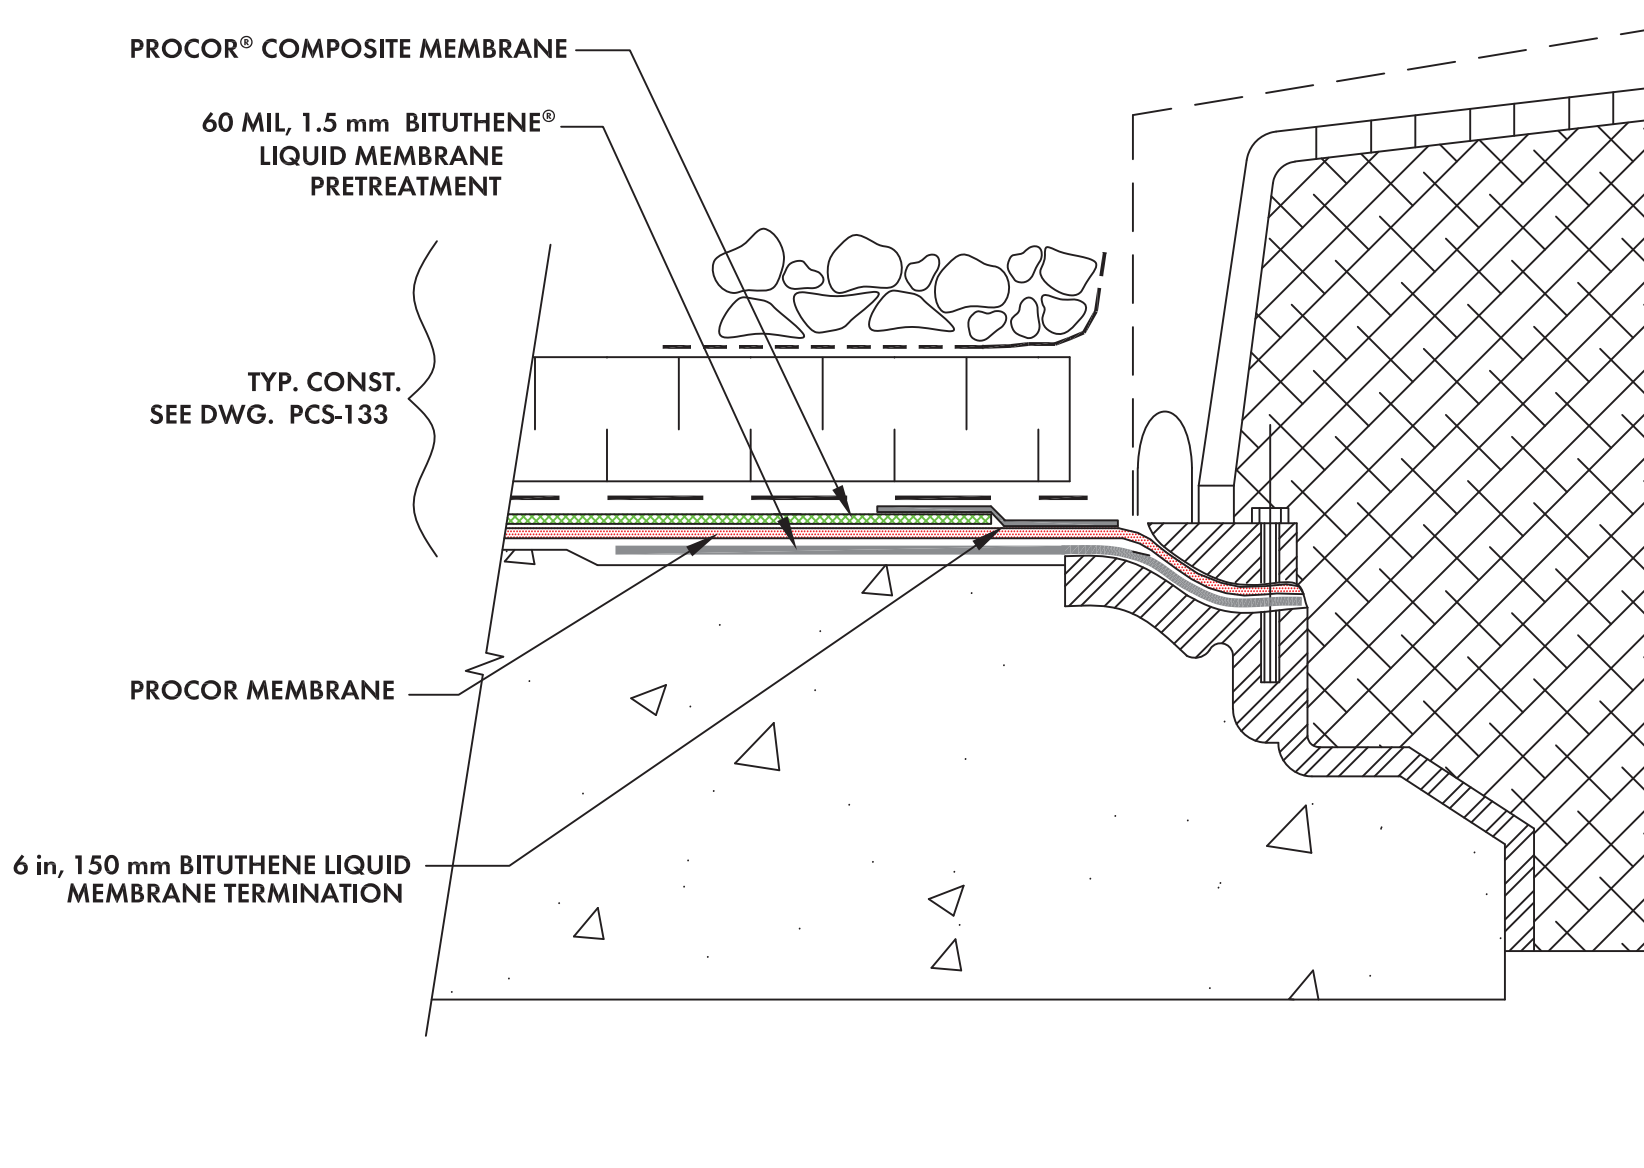 PROCOR® COMPOSITE MEMBRANE
60 MIL, 1.5 mm BITUTHENE®
LIQUID MEMBRANE
PRETREATMENT
TYP. CONST.
SEE DWG. PCS-133
PROCOR MEMBRANE
6 in, 150 mm BITUTHENE LIQUID
MEMBRANE TERMINATION